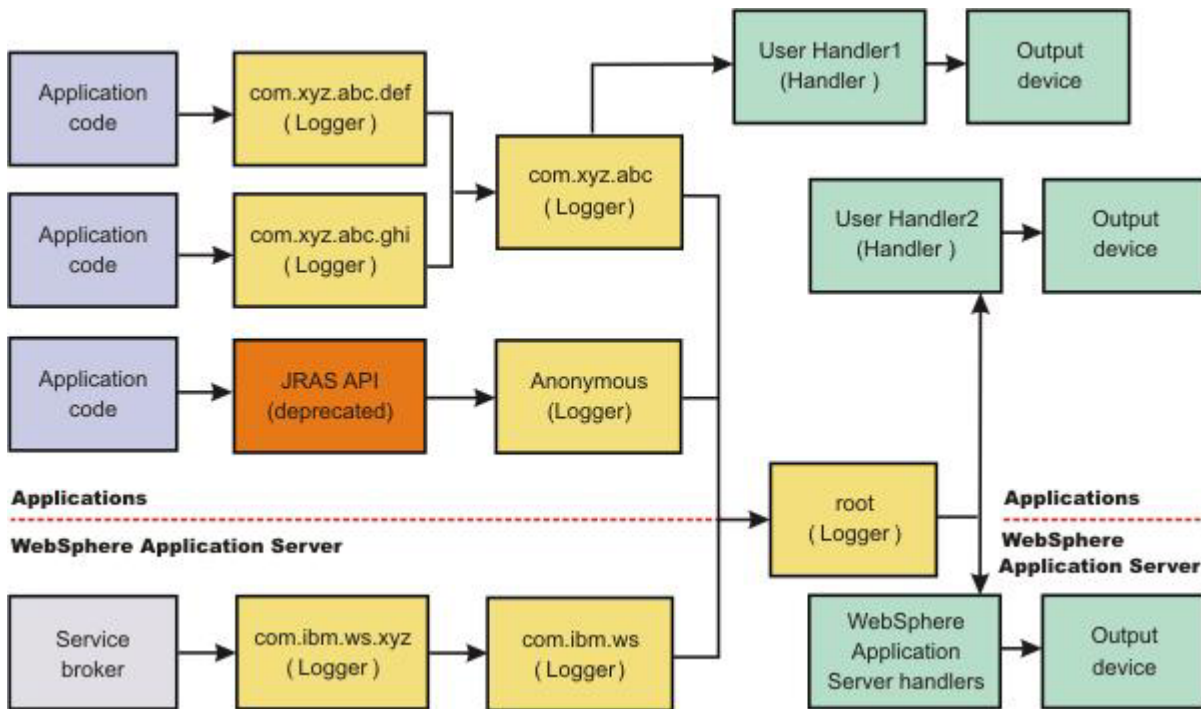 Application
code
com.xyz.abc.def
( Logger )
User Handler1
(Handler )
Output
device
com.xyz.abc
( Logger )
Application
code
com.xyz.abc.ghi
( Logger )
User Handler2
(Handler )
Output
device
Application
code
JRAS API
(deprecated)
Anonymous
(Logger)
Applications
WebSphere Application Server
root
( Logger )
Applications
WebSphere
Application Server
Service
broker
com.ibm.ws.xyz
( Logger )
com.ibm.ws
( Logger )
WebSphere
Application
Server handlers
Output
device